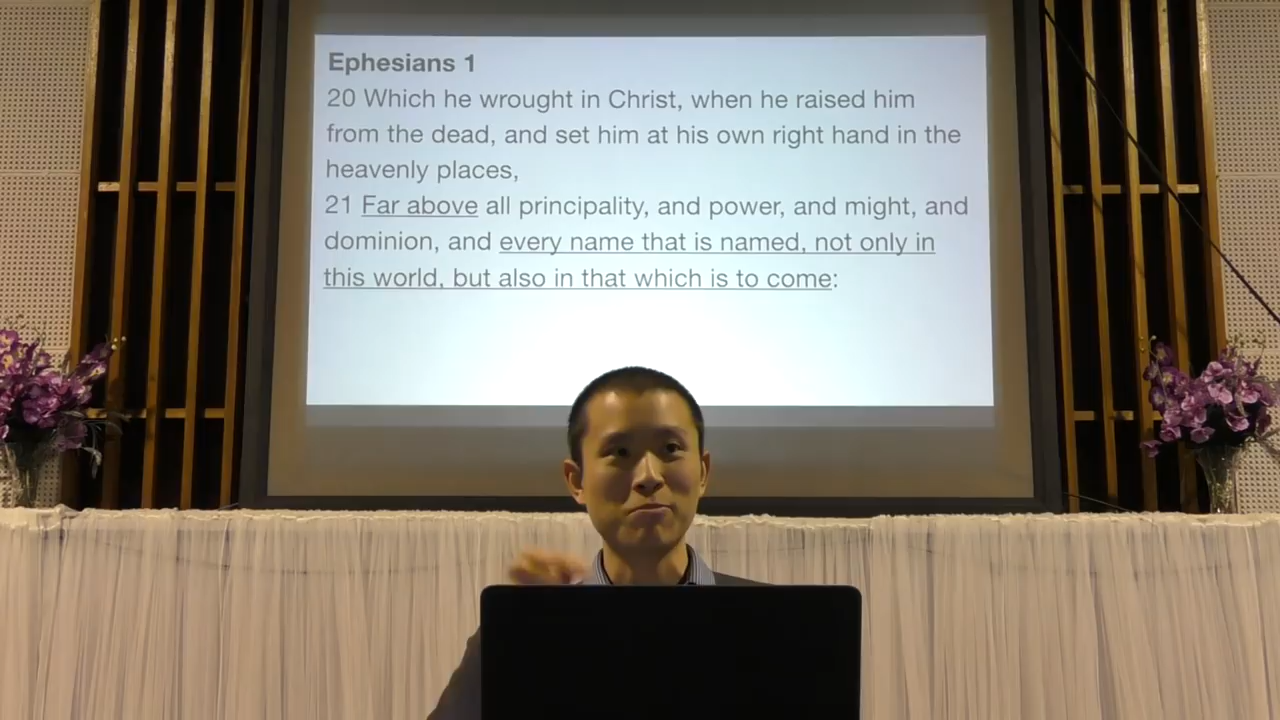 Ephesians 1
20 Which he wrought in Christ, when he raised him
from the dead, and set him at his own right hand in the
heavenly places,
21 Far above all principality, and power, and might, and
dominion, and every name that is named, not only in
this world, but also in that which is to come: